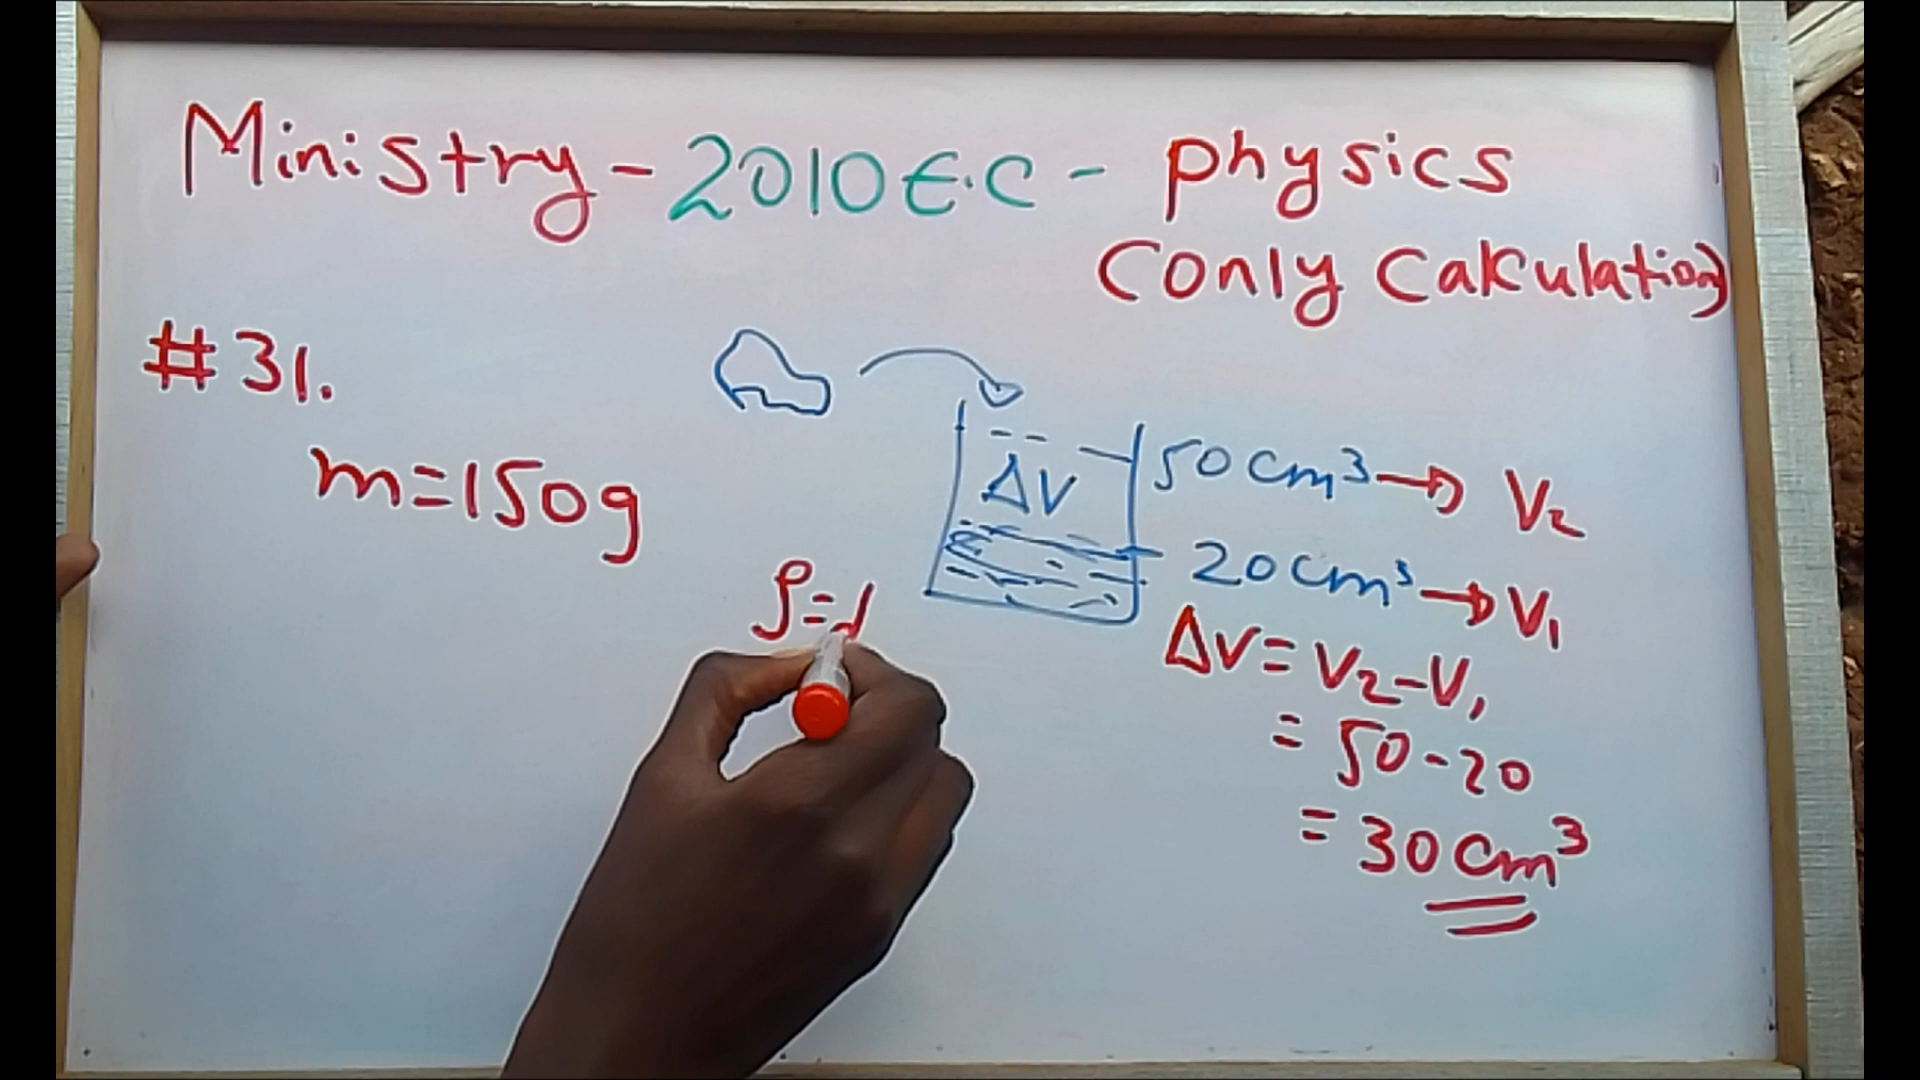 Ministry - 2010 E.C - physics
(only Calculation)
#31.
m=150g
ΔV
50 cm³ → V₂
20 cm³ → V₁
ρ=d
ΔV = V₂ - V₁
= 50 - 20
= 30 cm³